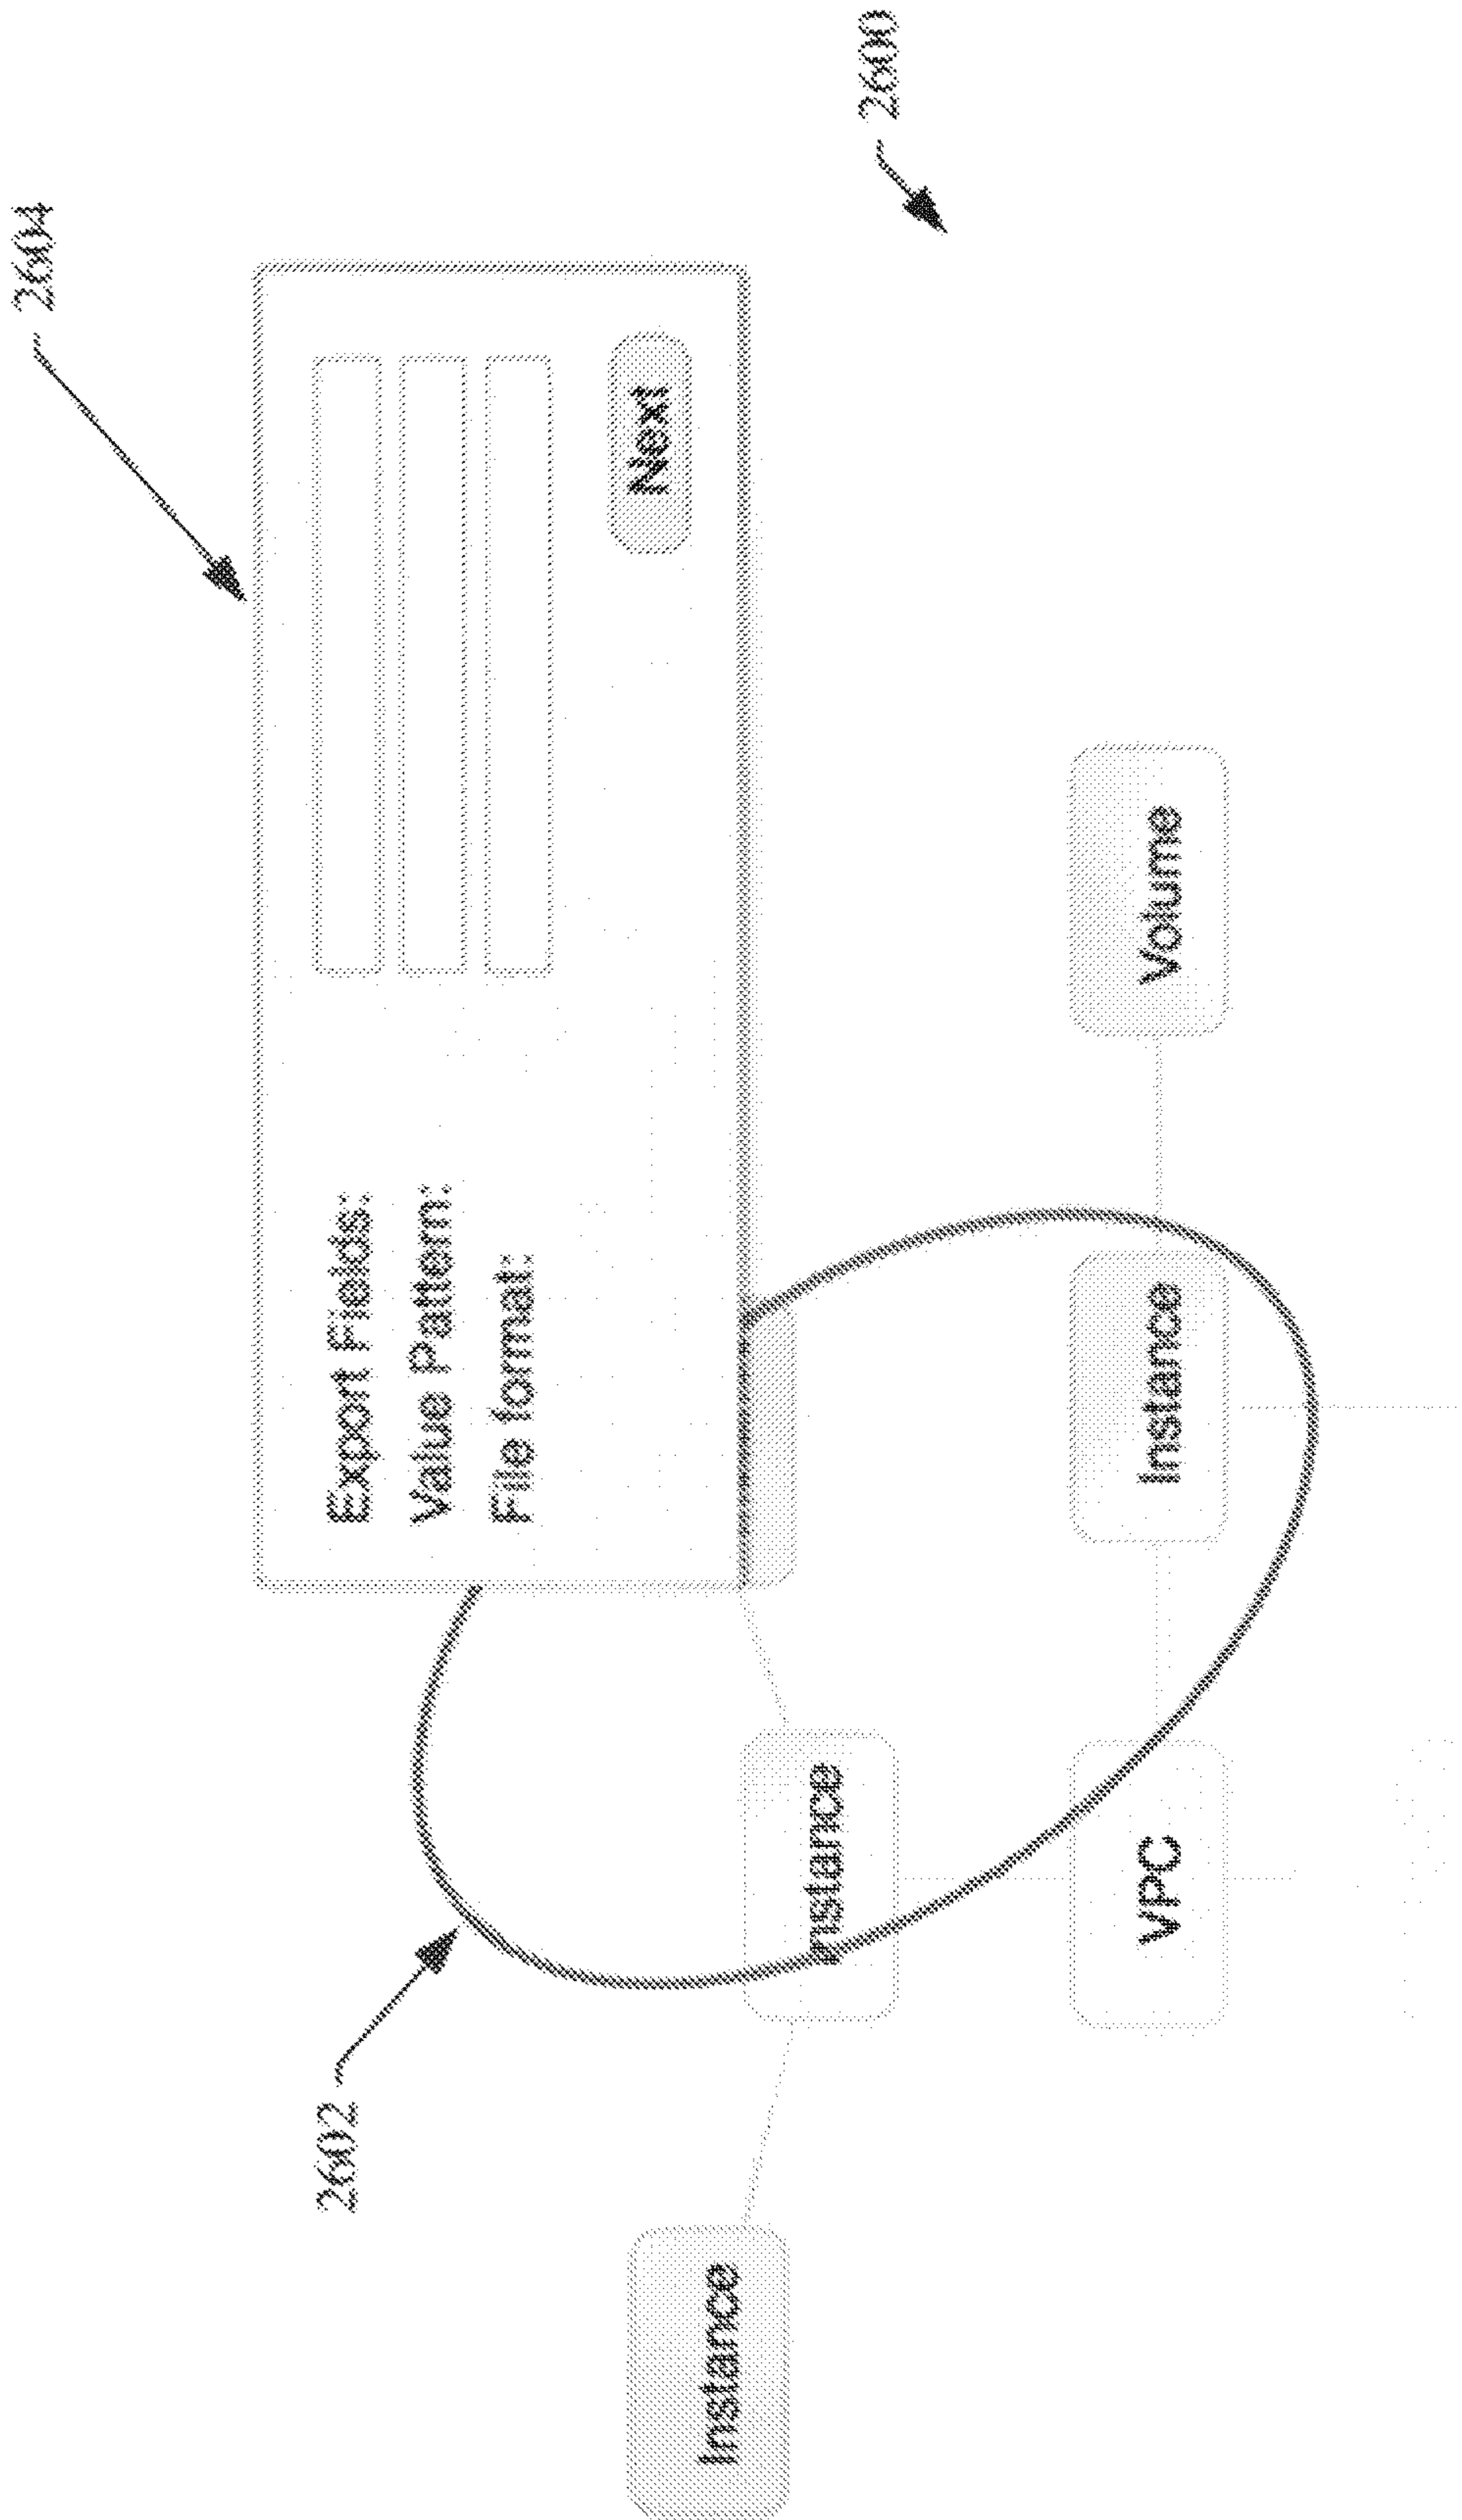 2604
2600
Export Fields:
Value Pattern:
File format:
Next
2602
Instance
Instance
VPC
Instance
Volume